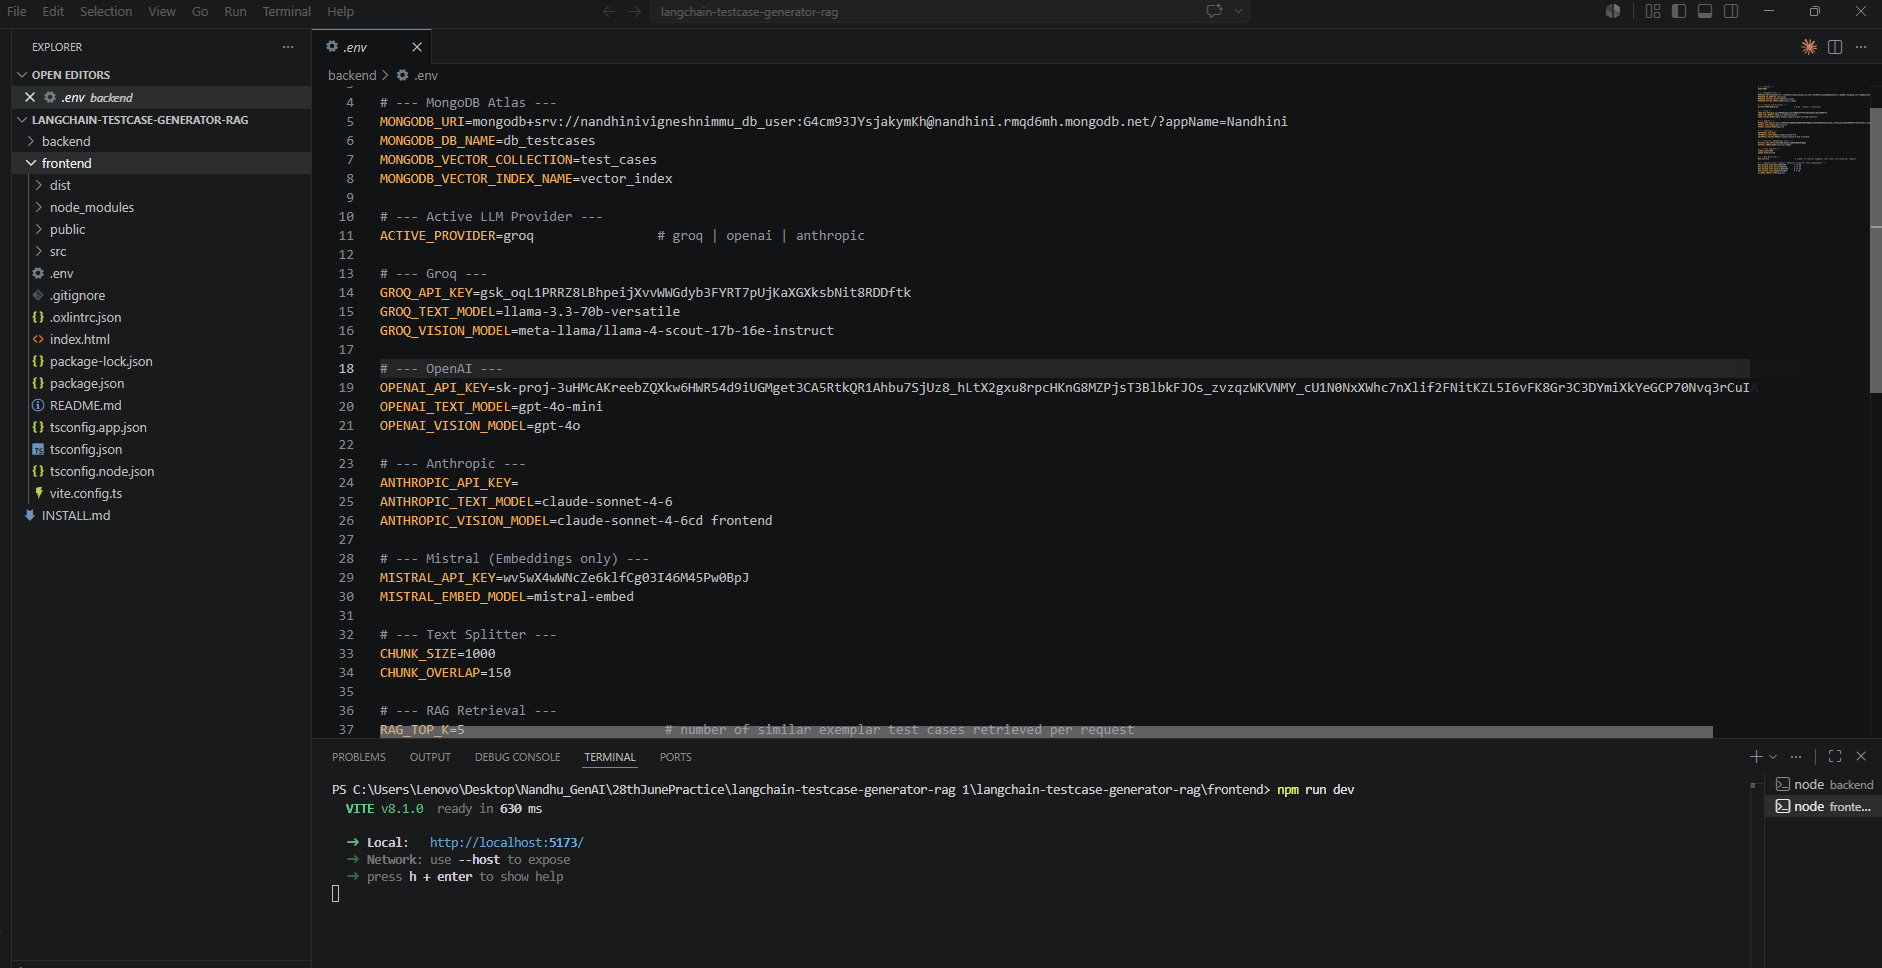 File Edit Selection View Go Run Terminal Help
langchain-testcase-generator-rag
EXPLORER
OPEN EDITORS
.env backend
LANGCHAIN-TESTCASE-GENERATOR-RAG
backend
frontend
dist
node_modules
public
src
.env
.gitignore
.oxlintrc.json
index.html
package-lock.json
package.json
README.md
tsconfig.app.json
tsconfig.json
tsconfig.node.json
vite.config.ts
INSTALL.md
.env
backend > .env
4 # --- MongoDB Atlas ---
5 MONGODB_URI=
6 MONGODB_DB_NAME=db_testcases
7 MONGODB_VECTOR_COLLECTION=test_cases
8 MONGODB_VECTOR_INDEX_NAME=vector_index
9
10 # --- Active LLM Provider ---
11 ACTIVE_PROVIDER=groq # groq | openai | anthropic
12
13 # --- Groq ---
14 GROQ_API_KEY=
15 GROQ_TEXT_MODEL=llama-3.3-70b-versatile
16 GROQ_VISION_MODEL=meta-llama/llama-4-scout-17b-16e-instruct
17
18 # --- OpenAI ---
19 OPENAI_API_KEY=
20 OPENAI_TEXT_MODEL=gpt-4o-mini
21 OPENAI_VISION_MODEL=gpt-4o
22
23 # --- Anthropic ---
24 ANTHROPIC_API_KEY=
25 ANTHROPIC_TEXT_MODEL=claude-sonnet-4-6
26 ANTHROPIC_VISION_MODEL=claude-sonnet-4-6cd frontend
27
28 # --- Mistral (Embeddings only) ---
29 MISTRAL_API_KEY=
30 MISTRAL_EMBED_MODEL=mistral-embed
31
32 # --- Text Splitter ---
33 CHUNK_SIZE=1000
34 CHUNK_OVERLAP=150
35
36 # --- RAG Retrieval ---
37 RAG_TOP_K=5 # number of similar exemplar test cases retrieved per request
PROBLEMS OUTPUT DEBUG CONSOLE TERMINAL PORTS
PS C:\Users\Lenovo\Desktop\Nandhu_GenAI\28thJunePractice\langchain-testcase-generator-rag 1\langchain-testcase-generator-rag\frontend> npm run dev
VITE v8.1.0 ready in 630 ms
➜ Local: http://localhost:5173/
➜ Network: use --host to expose
➜ press h + enter to show help
node backend
node fronte...